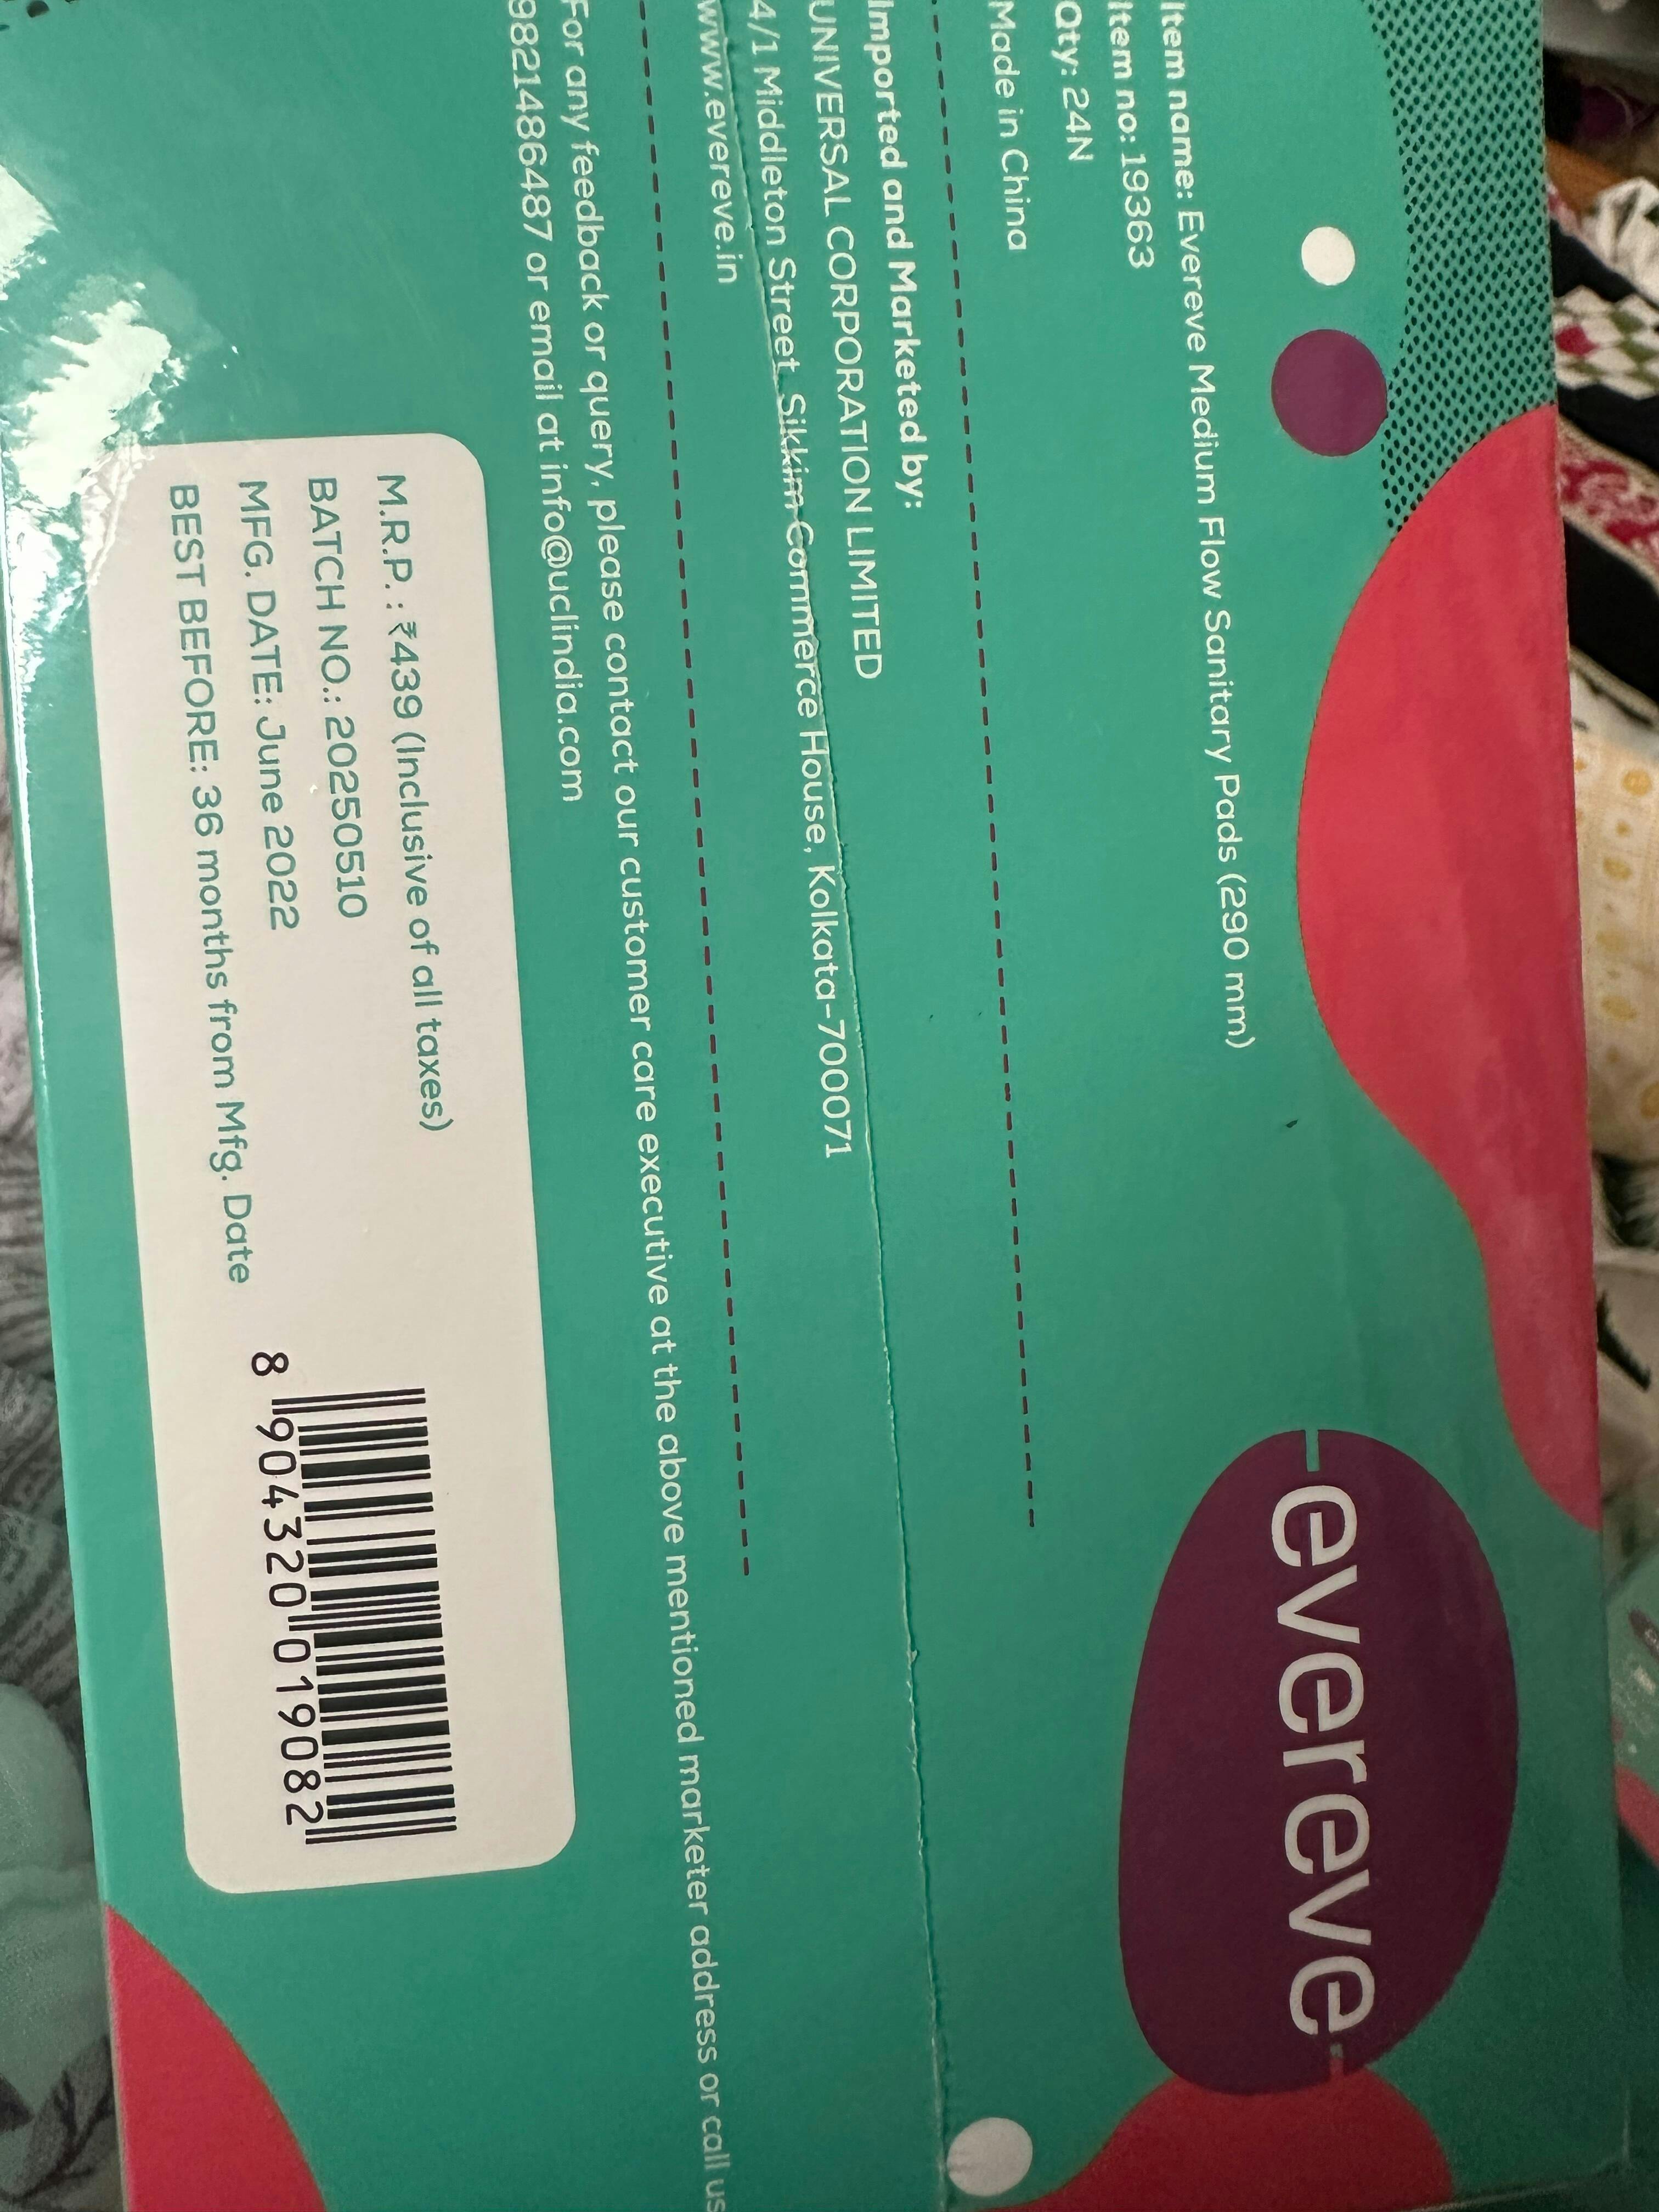 evereve
Item name: Evereve Medium Flow Sanitary Pads (290 mm)
Item no:19363
Qty: 24N
Made in China
Imported and Marketed by:
UNIVERSAL CORPORATION LIMITED
4/1 Middleton Street, Sikkim Commerce House, Kolkata-700071
www.evereve.in
For any feedback or query, please contact our customer care executive at the above mentioned marketer address or call us
9821486487 or email at info@uclindia.com
M.R.P. : ₹439 (Inclusive of all taxes)
BATCH NO.: 20250510
MFG. DATE: June 2022
BEST BEFORE: 36 months from Mfg. Date
8 904320 019082